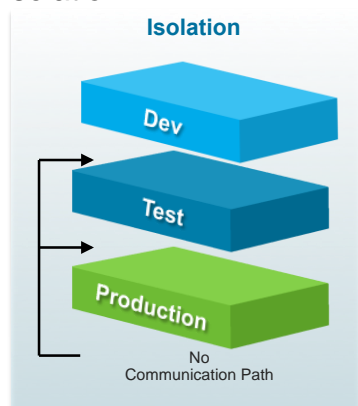 Isolation
Dev
Test
Production
No
Communication Path